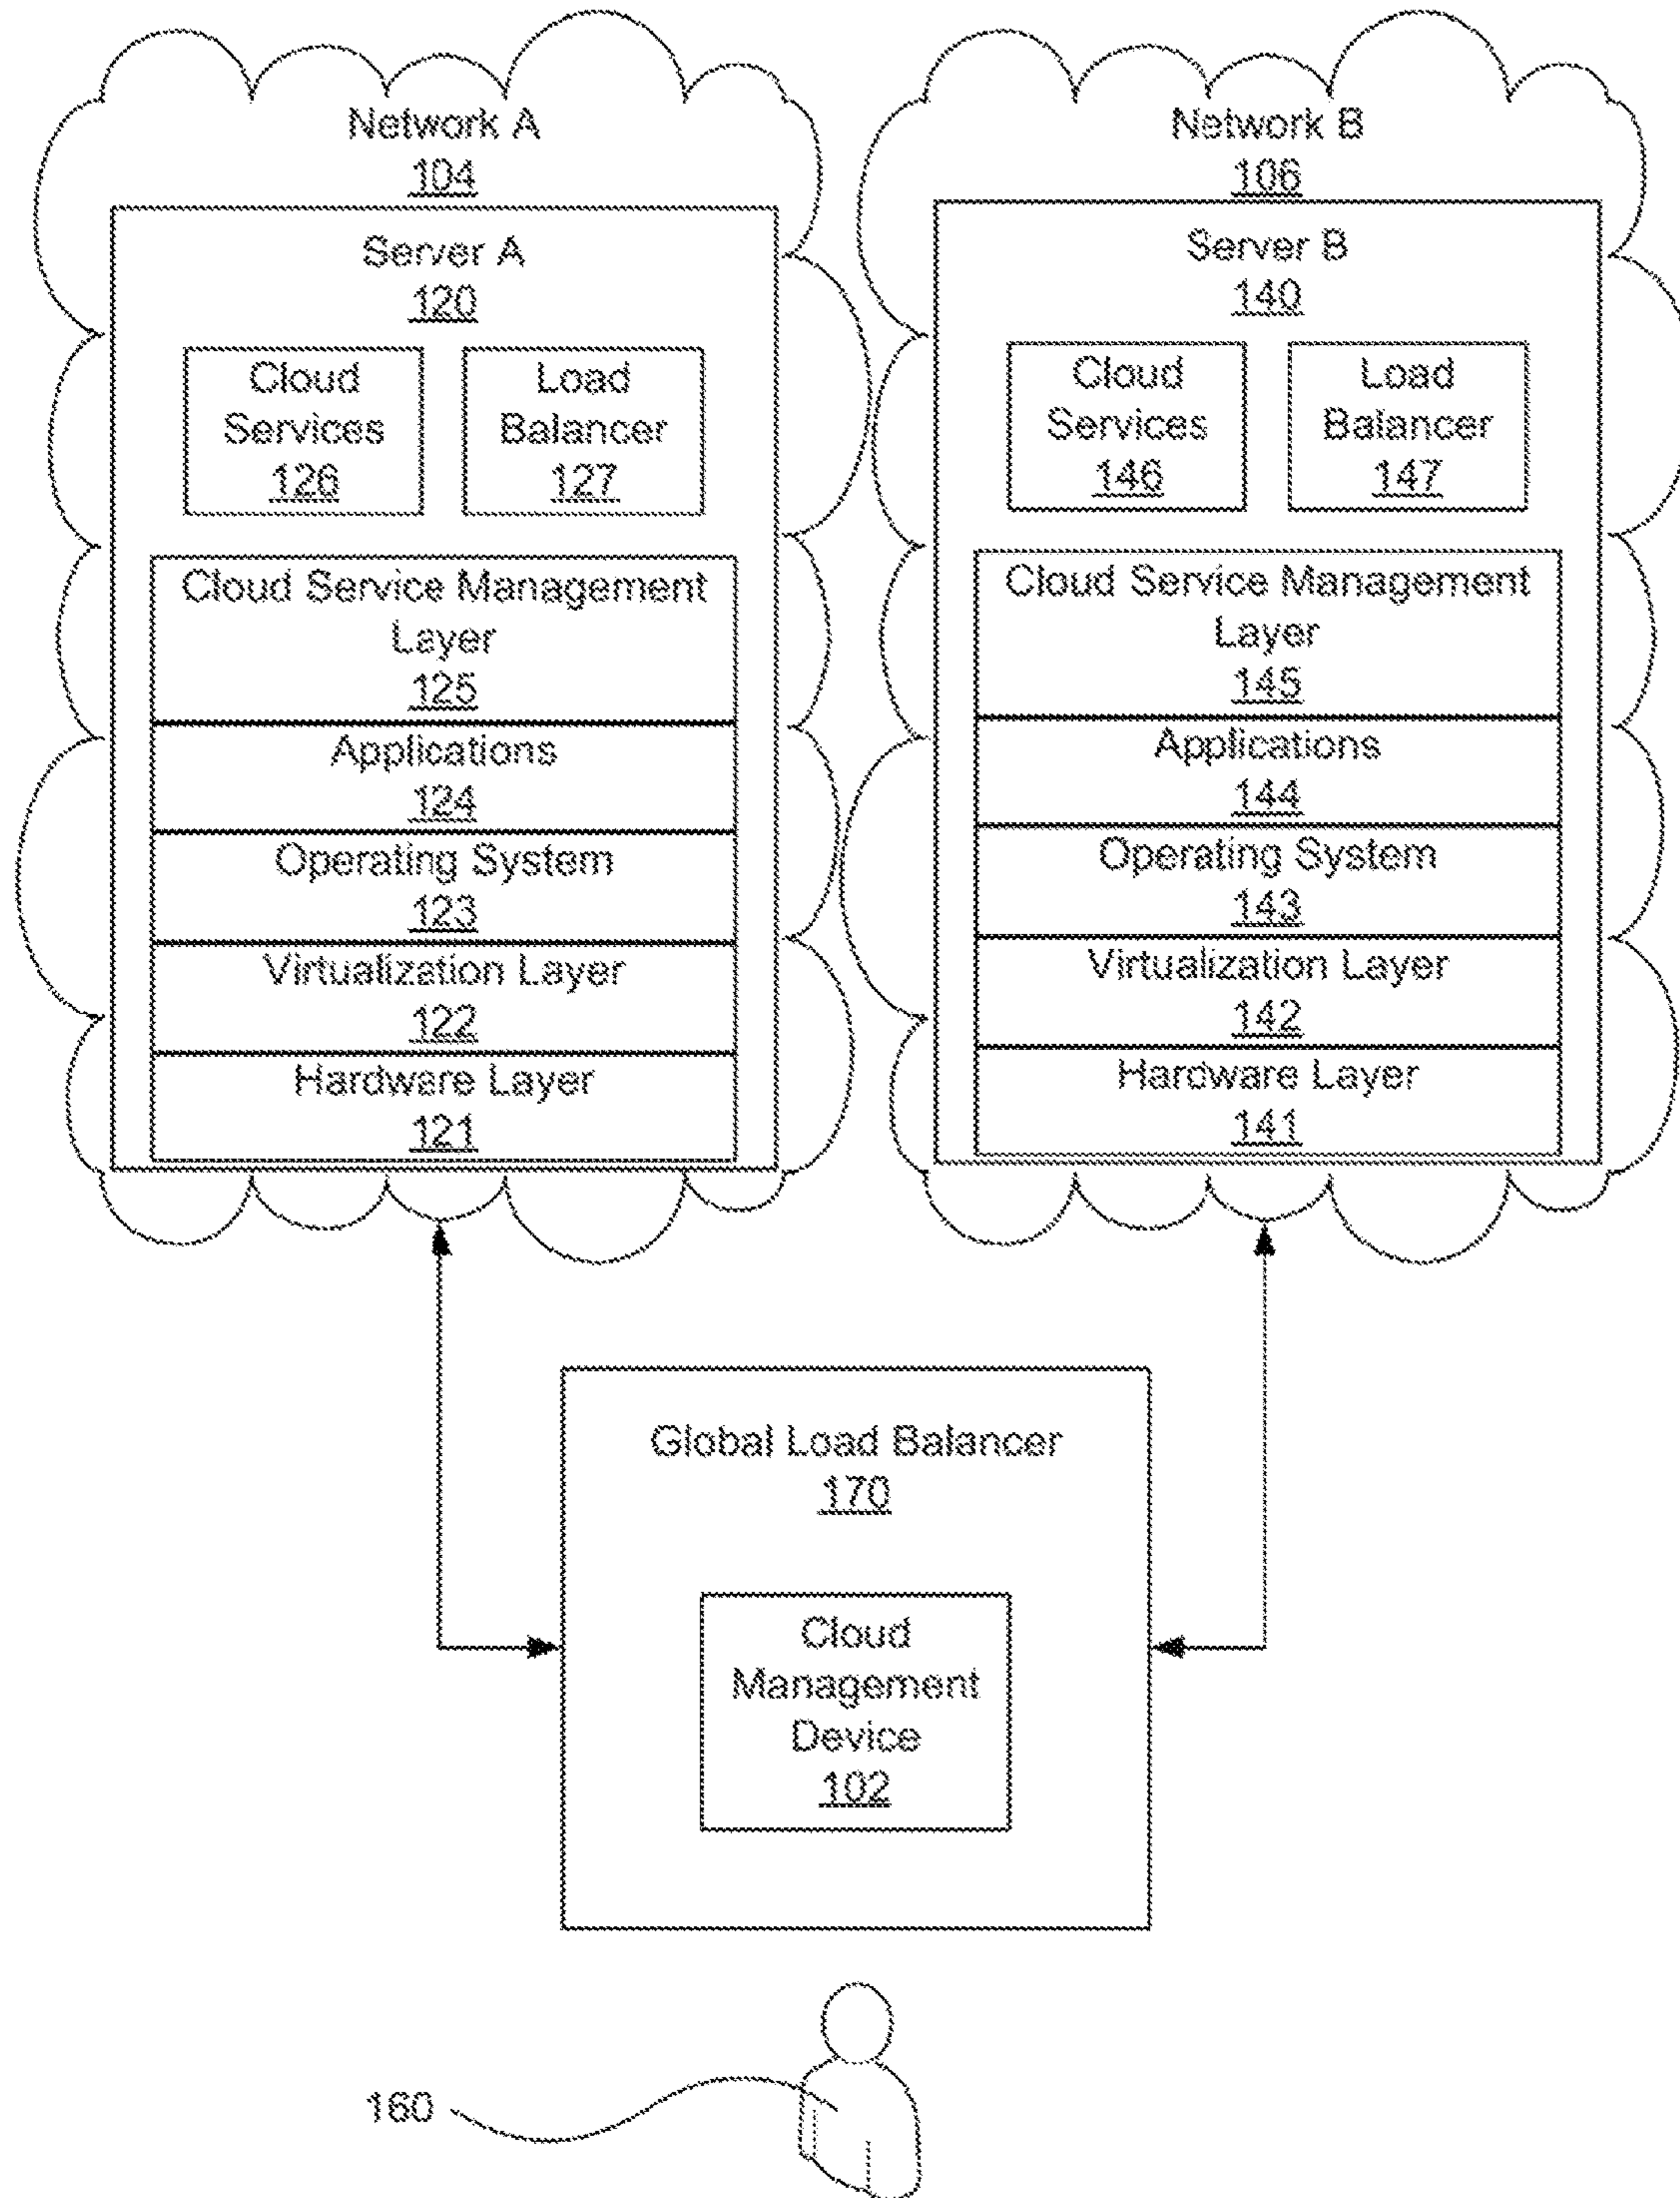 Network A
104
Server A
120
Cloud
Services
126
Load
Balancer
127
Cloud Service Management
Layer
125
Applications
124
Operating System
123
Virtualization Layer
122
Hardware Layer
121
Network B
106
Server B
140
Cloud
Services
146
Load
Balancer
147
Cloud Service Management
Layer
145
Applications
144
Operating System
143
Virtualization Layer
142
Hardware Layer
141
Global Load Balancer
170
Cloud
Management
Device
102
160